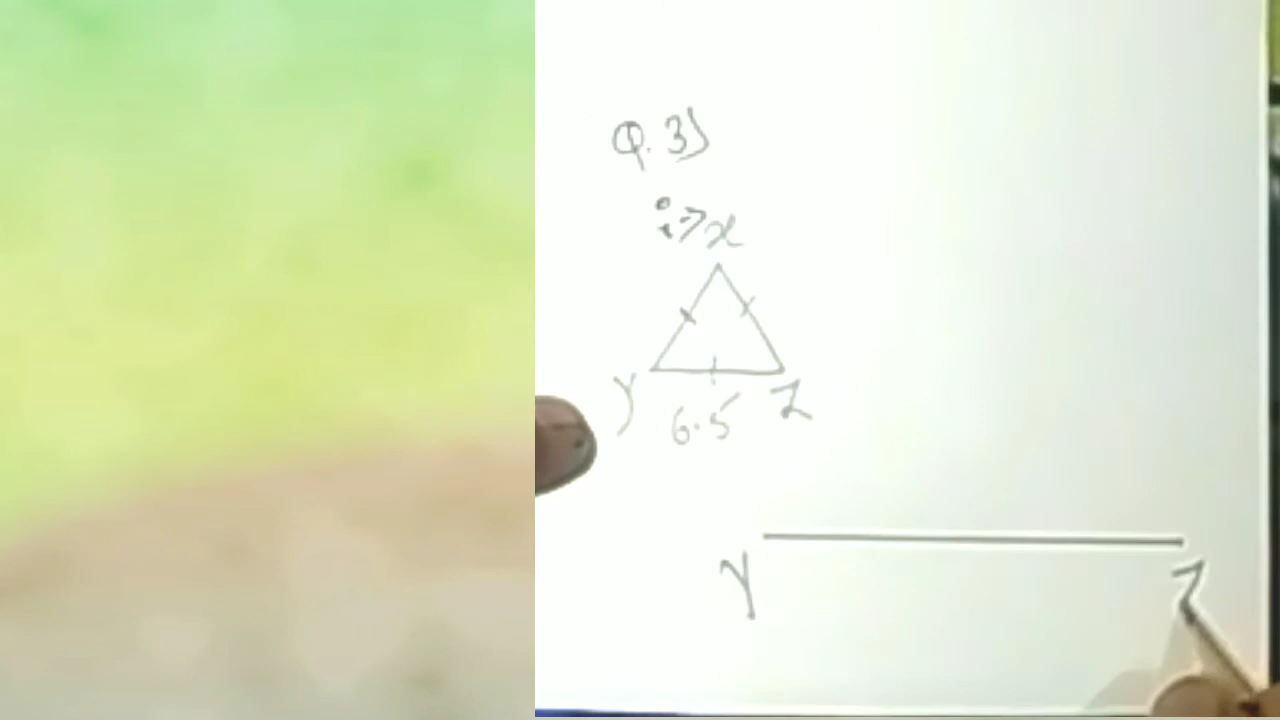 Q. 3)
i→ x
Y Z
6.5
Y Z